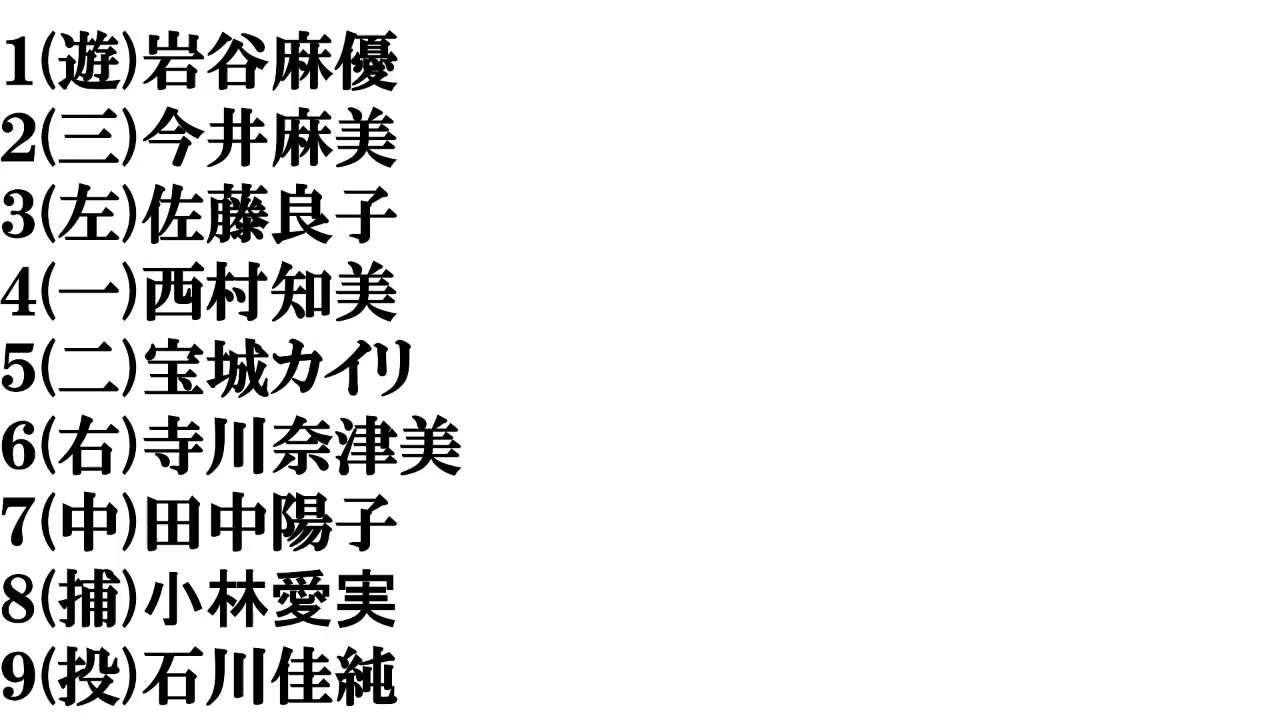 1(遊)岩谷麻優
2(三)今井麻美
3(左)佐藤良子
4(一)西村知美
5(二)宝城カイリ
6(右)寺川奈津美
7(中)田中陽子
8(捕)小林愛実
9(投)石川佳純